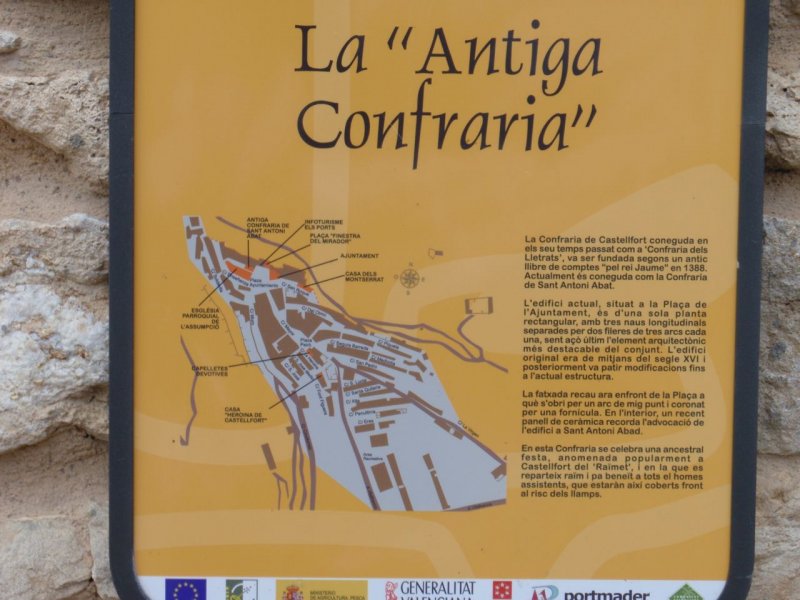 La “Antiga
Confraria”
ANTIGA
CONFRARIA DE
SANT ANTONI
ABAT
INFOTURISME
ELS PORTS
PLAÇA "FINESTRA
DEL MIRADOR"
AJUNTAMENT
CASA DELS
MONTSERRAT
N
ESGLÉSIA
PARROQUIAL
DE
L'ASSUMPCIÓ
CAPELLETES
DEVOTIVES
CASA
"HEROINA DE
CASTELLFORT"
La Confraria de Castellfort coneguda en
els seu temps passat com a 'Confraria dels
Lletrats', va ser fundada segons un antic
llibre de comptes "pel rei Jaume" en 1388.
Actualment és coneguda com la Confraria
de Sant Antoni Abat.
L'edifici actual, situat a la Plaça de
l'Ajuntament, és d'una sola planta
rectangular, amb tres naus longitudinals
separades per dos fileres de tres arcs cada
una, sent açò últim l'element arquitectònic
més destacable del conjunt. L'edifici
original era de mitjans del segle XVI i
posteriorment va patir modificacions fins
a l'actual estructura.
La fatxada recau ara enfront de la Plaça a
què s'obri per un arc de mig punt i coronat
per una fornícula. En l'interior, un recent
panell de ceràmica recorda l'advocació de
l'edifici a Sant Antoni Abad.
En esta Confraria se celebra una ancestral
festa, anomenada popularment a
Castellfort del 'Raïmet', i en la que es
reparteix raïm i pa beneït a tots el homes
assistents, que estaràn així coberts front
al risc dels llamps.
MINISTERIO
DE AGRICULTURA, PESCA
GENERALITAT
VALENCIANA
portmader